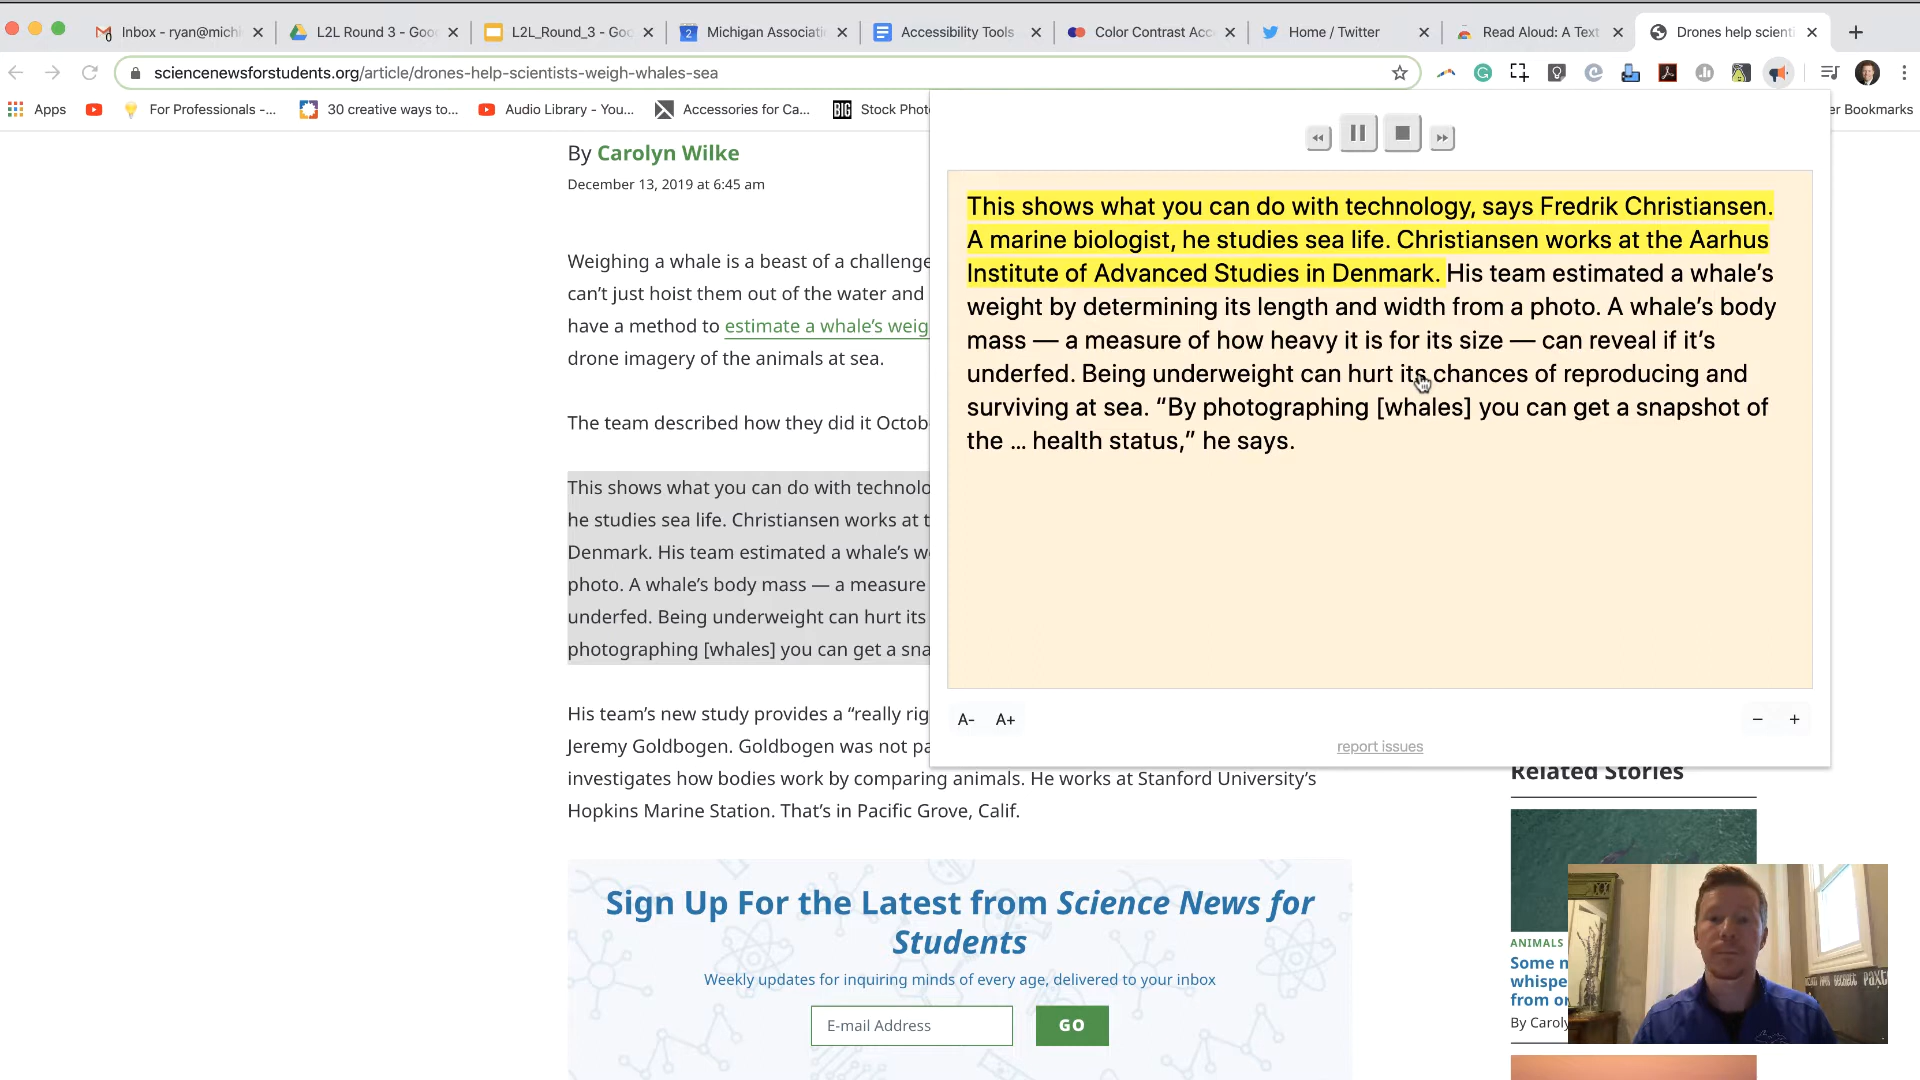 Inbox - ryan@michi
L2L Round 3 - Goo
L2L_Round_3 - Goo
Michigan Associati
Accessibility Tools
Color Contrast Acc
Home / Twitter
Read Aloud: A Text
Drones help scienti
sciencenewsforstudents.org/article/drones-help-scientists-weigh-whales-sea
Apps
For Professionals -...
30 creative ways to...
Audio Library - You...
Accessories for Ca...
BIG
Stock Phot
er Bookmarks
By Carolyn Wilke
December 13, 2019 at 6:45 am
Weighing a whale is a beast of a challenge
can’t just hoist them out of the water and
have a method to estimate a whale’s weig
drone imagery of the animals at sea.
The team described how they did it Octob
This shows what you can do with technolo
he studies sea life. Christiansen works at t
Denmark. His team estimated a whale’s w
photo. A whale’s body mass — a measure
underfed. Being underweight can hurt its
photographing [whales] you can get a sna
His team’s new study provides a “really rig
Jeremy Goldbogen. Goldbogen was not pa
investigates how bodies work by comparing animals. He works at Stanford University’s
Hopkins Marine Station. That’s in Pacific Grove, Calif.
This shows what you can do with technology, says Fredrik Christiansen.
A marine biologist, he studies sea life. Christiansen works at the Aarhus
Institute of Advanced Studies in Denmark. His team estimated a whale’s
weight by determining its length and width from a photo. A whale’s body
mass — a measure of how heavy it is for its size — can reveal if it’s
underfed. Being underweight can hurt its chances of reproducing and
surviving at sea. “By photographing [whales] you can get a snapshot of
the … health status,” he says.
A-
A+
−
+
report issues
Sign Up For the Latest from Science News for
Students
Weekly updates for inquiring minds of every age, delivered to your inbox
E-mail Address
GO
Related Stories
ANIMALS
Some m
whispe
from or
By Caroly